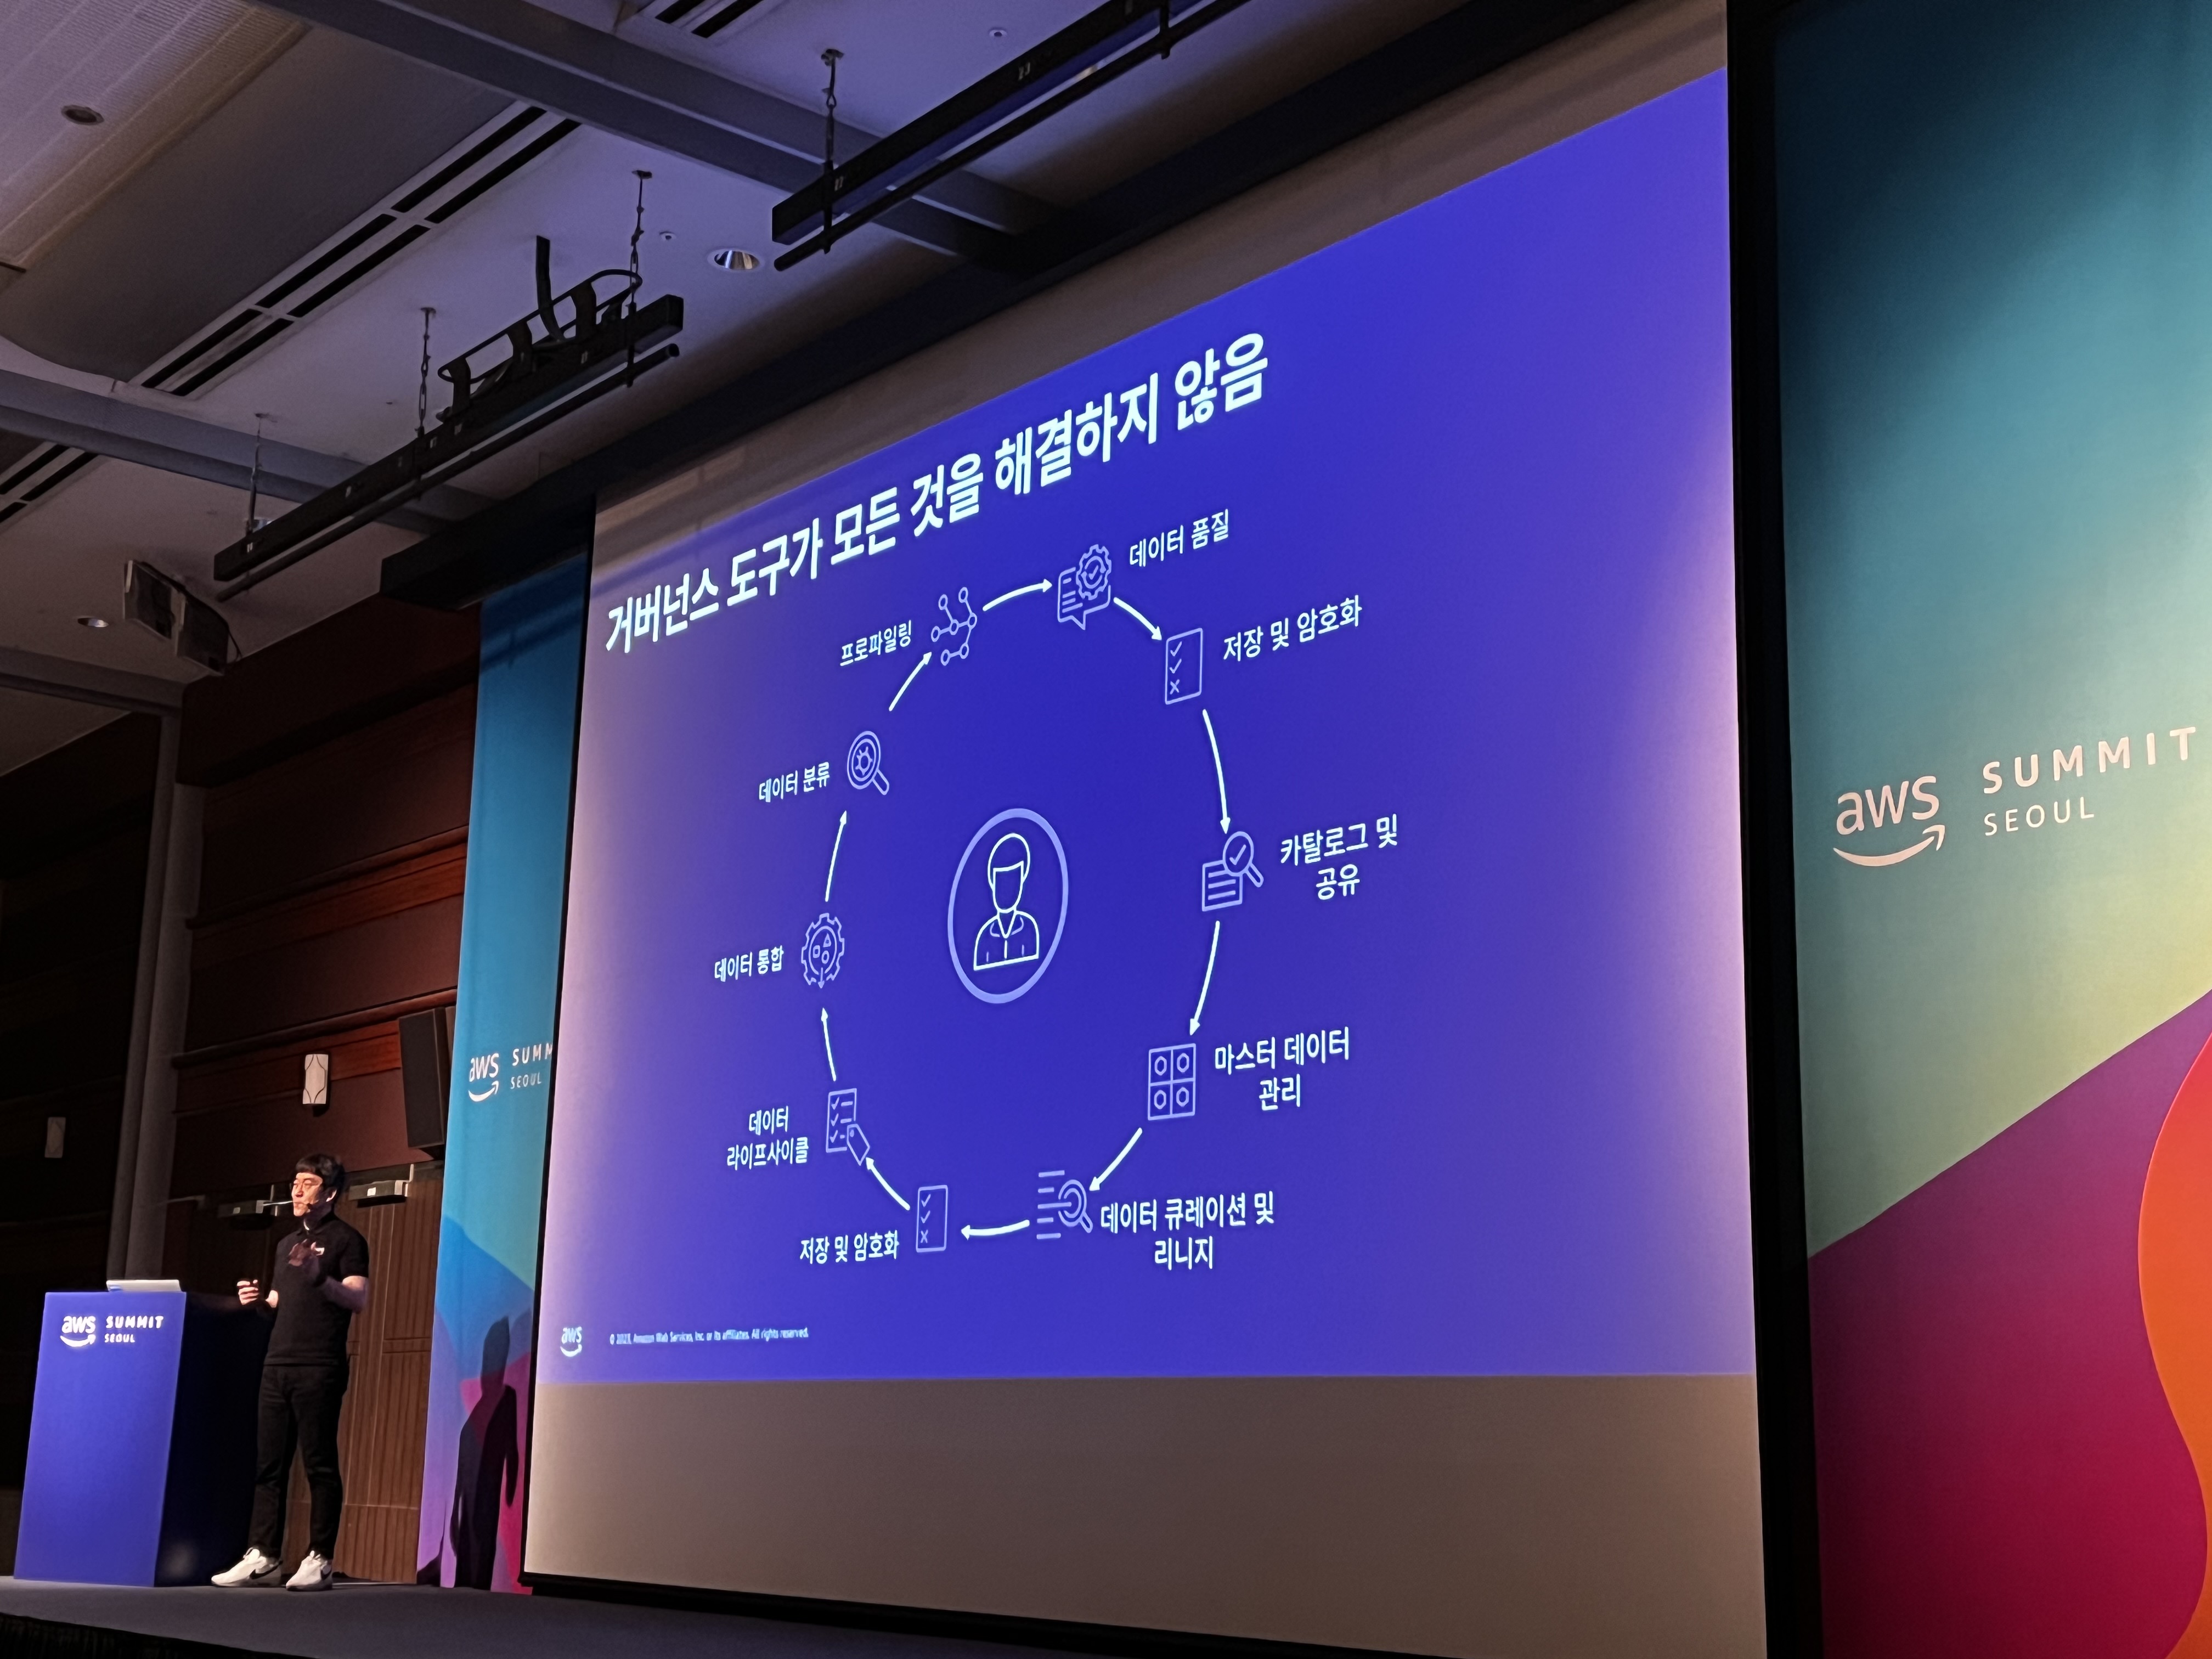 거버넌스 도구가 모든 것을 해결하지 않음
데이터 품질
프로파일링
저장 및 암호화
데이터 분류
카탈로그 및
공유
데이터 통합
마스터 데이터
관리
데이터
라이프사이클
데이터 큐레이션 및
리니지
저장 및 암호화
aws
© 2023, Amazon Web Services, Inc. or its affiliates. All rights reserved.
aws SUMMIT
SEOUL
aws SUMM
SEOUL
aws SUMMIT
SEOUL